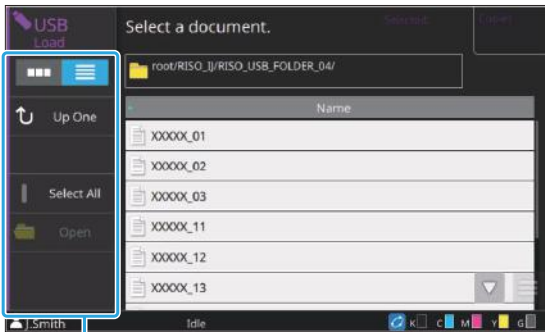 USB
Load
Select a document.
Selected
root/RISO_IJ/RISO_USB_FOLDER_04/
Up One
Name
XXXXX_01
XXXXX_02
Select All
XXXXX_03
Open
XXXXX_11
XXXXX_12
XXXXX_13
J.Smith
Idle
K
C
M
Y
G